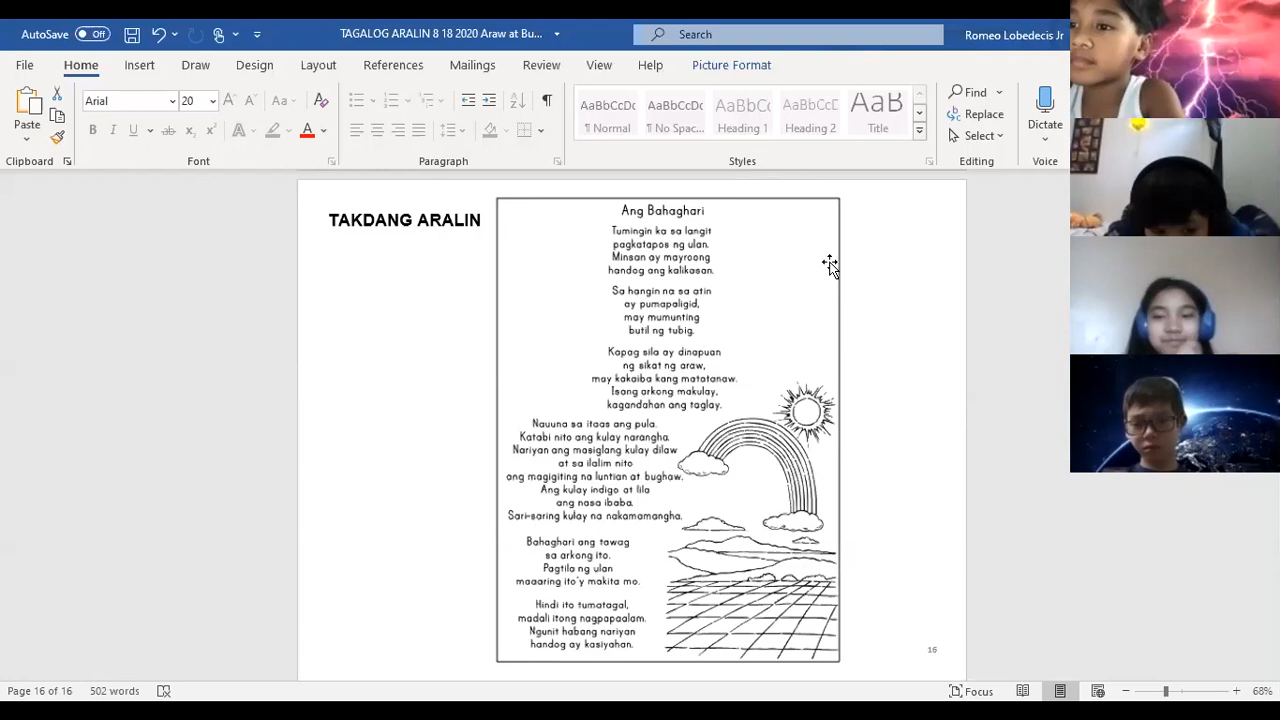 AutoSave Off
TAGALOG ARALIN 8 18 2020 Araw at Bu...
Search
Romeo Lobedecis Jr
File Home Insert Draw Design Layout References Mailings Review View Help Picture Format
Paste
Clipboard
Arial 20
Font
Paragraph
AaBbCcDc AaBbCcDc AaBbCc AaBbCcD AaB
¶ Normal ¶ No Spac... Heading 1 Heading 2 Title
Styles
Find
Replace
Select
Editing
Dictate
Voice
TAKDANG ARALIN
Ang Bahaghari
Tumingin ka sa langit
pagkatapos ng ulan.
Minsan ay mayroong
handog ang kalikasan.
Sa hangin na sa atin
ay pumapaligid,
may mumunting
butil ng tubig.
Kapag sila ay dinapuan
ng sikat ng araw,
may kakaiba kang matatanaw.
Isang arkong makulay,
kagandahan ang taglay.
Nauuna sa itaas ang pula.
Katabi nito ang kulay narangha.
Nariyan ang masiglang kulay dilaw
at sa ilalim nito
ang magigiting na luntian at bughaw.
Ang kulay indigo at lila
ang nasa ibaba.
Sari-saring kulay na nakamamangha.
Bahaghari ang tawag
sa arkong ito.
Pagtila ng ulan
maaaring ito'y makita mo.
Hindi ito tumatagal,
madali itong nagpapaalam.
Ngunit habang nariyan
handog ay kasiyahan.
16
Page 16 of 16 502 words
Focus
68%